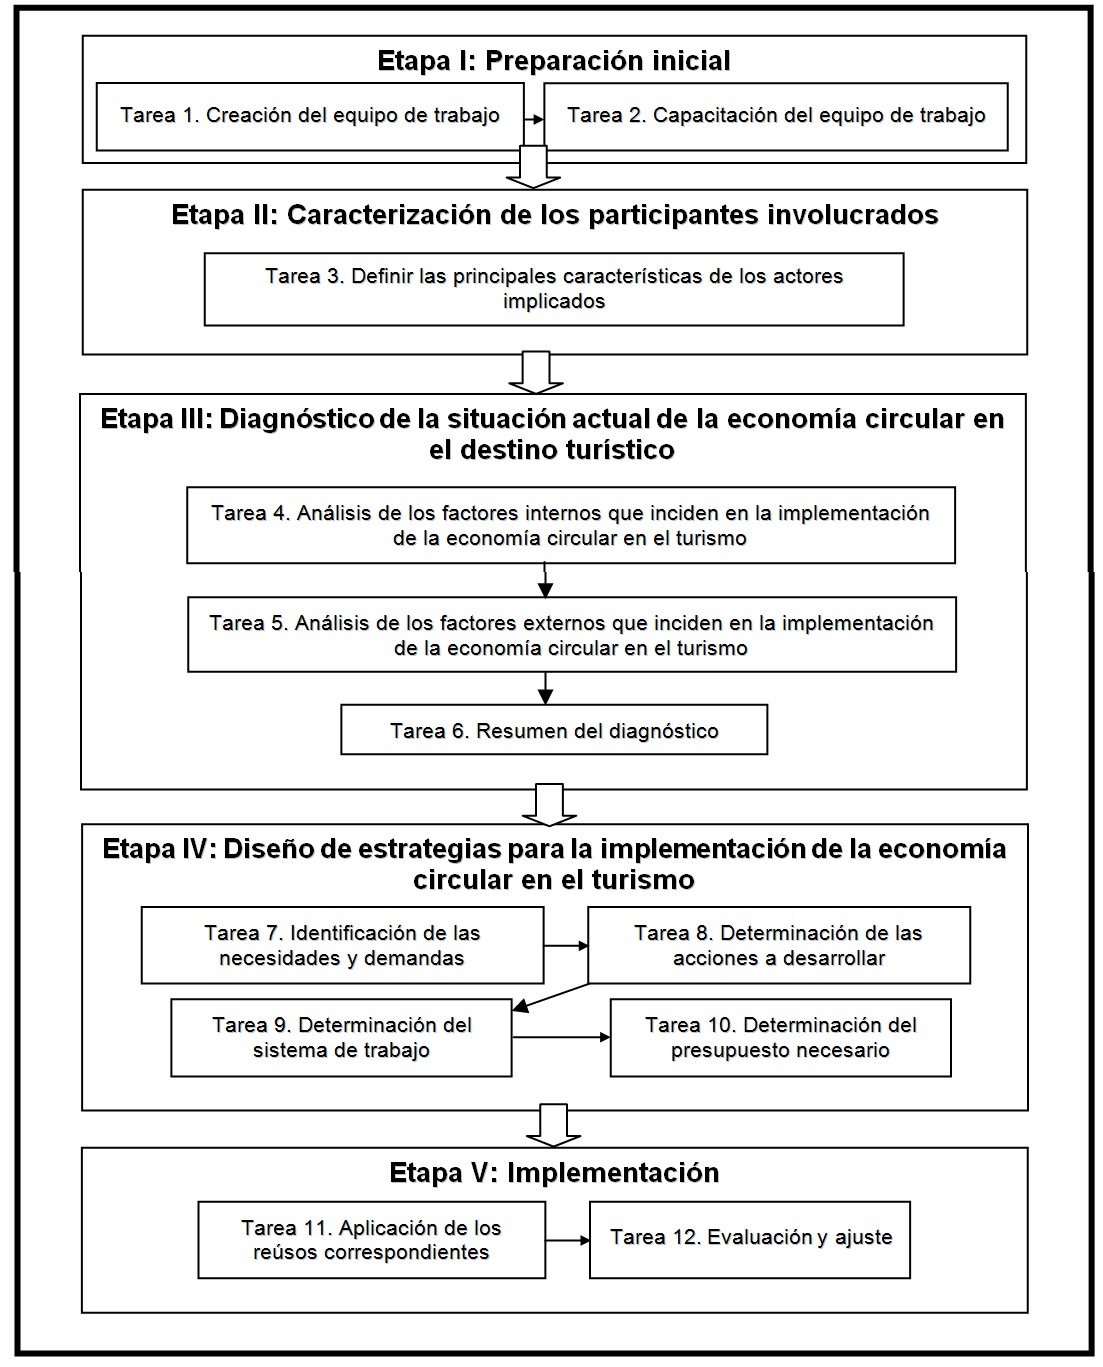 Etapa I: Preparación inicial
Tarea 1. Creación del equipo de trabajo
Tarea 2. Capacitación del equipo de trabajo
Etapa II: Caracterización de los participantes involucrados
Tarea 3. Definir las principales características de los actores
implicados
Etapa III: Diagnóstico de la situación actual de la economía circular en
el destino turístico
Tarea 4. Análisis de los factores internos que inciden en la implementación
de la economía circular en el turismo
Tarea 5. Análisis de los factores externos que inciden en la implementación
de la economía circular en el turismo
Tarea 6. Resumen del diagnóstico
Etapa IV: Diseño de estrategias para la implementación de la economía
circular en el turismo
Tarea 7. Identificación de las
necesidades y demandas
Tarea 8. Determinación de las
acciones a desarrollar
Tarea 9. Determinación del
sistema de trabajo
Tarea 10. Determinación del
presupuesto necesario
Etapa V: Implementación
Tarea 11. Aplicación de los
reúsos correspondientes
Tarea 12. Evaluación y ajuste